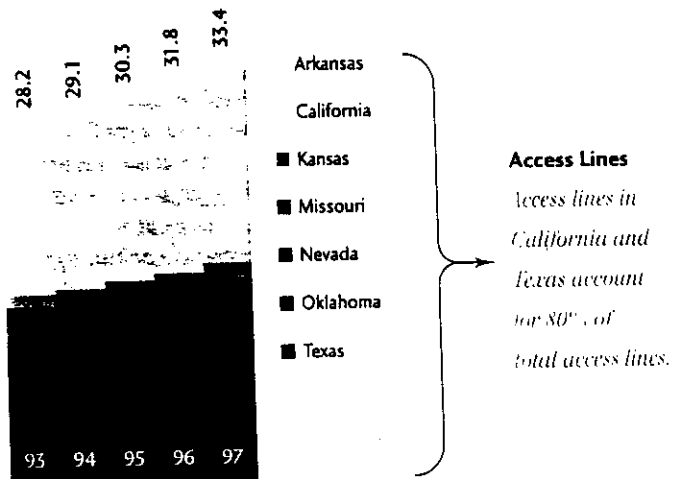 28.2 29.1 30.3 31.8 33.4
Arkansas
California
Kansas
Missouri
Nevada
Oklahoma
Texas
93 94 95 96 97
Access Lines
Access lines in
California and
Texas account
for 80% of
total access lines.